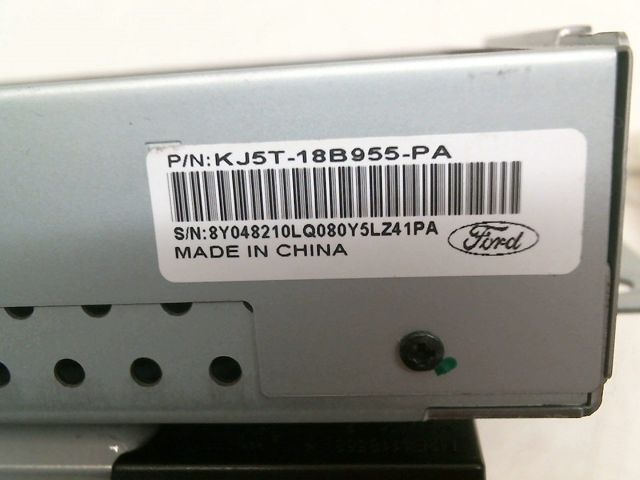 P/N:KJ5T-18B955-PA
S/N:8Y048210LQ080Y5LZ41PA
Ford
MADE IN CHINA